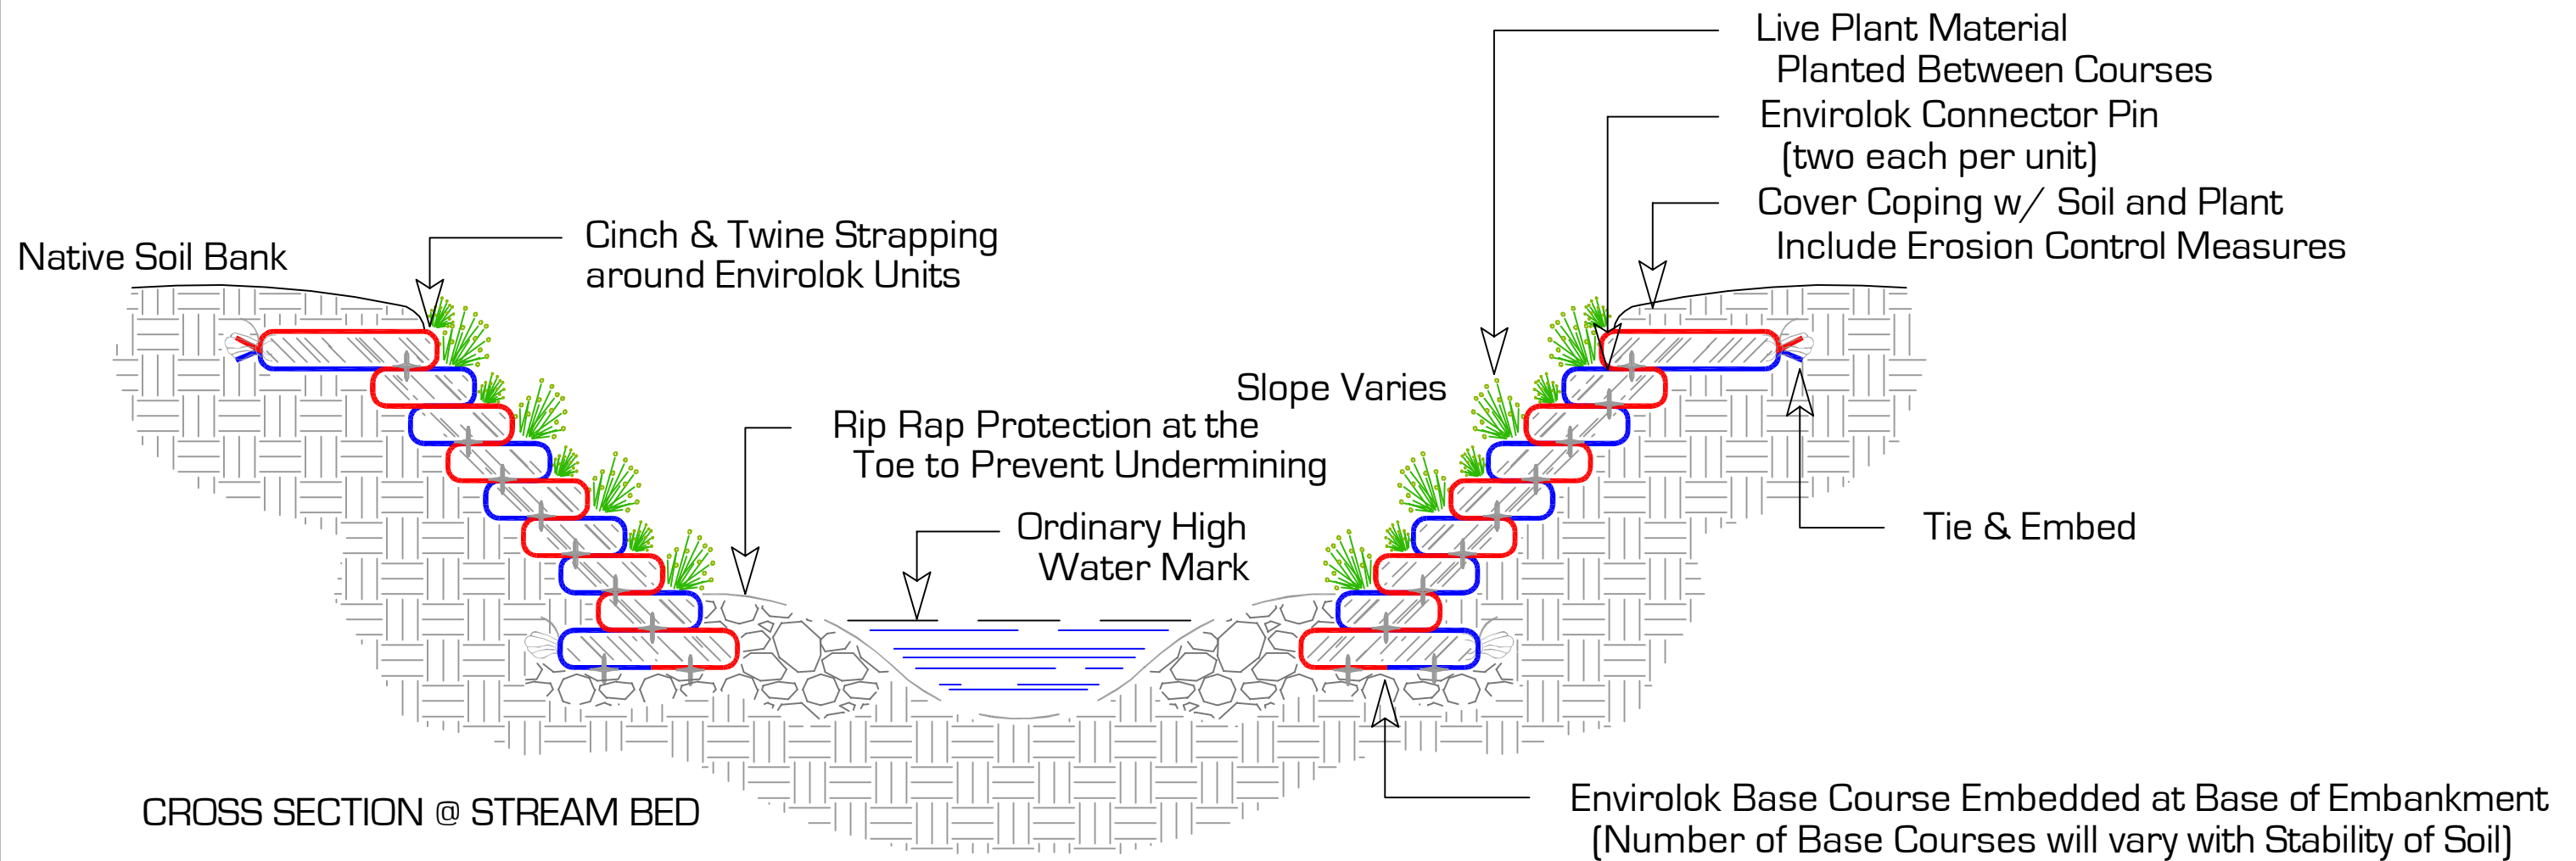 Live Plant Material
Planted Between Courses
Envirolok Connector Pin
(two each per unit)
Cover Coping w/ Soil and Plant
Include Erosion Control Measures
Cinch & Twine Strapping
around Envirolok Units
Native Soil Bank
Slope Varies
Rip Rap Protection at the
Toe to Prevent Undermining
Ordinary High
Water Mark
Tie & Embed
Envirolok Base Course Embedded at Base of Embankment
(Number of Base Courses will vary with Stability of Soil)
CROSS SECTION @ STREAM BED